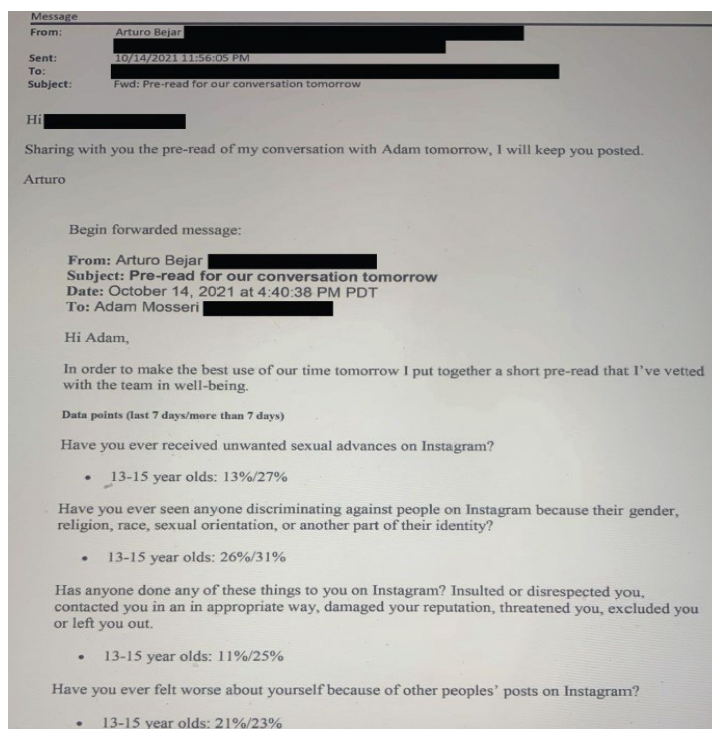 Message
From: Arturo Bejar
Sent: 10/14/2021 11:56:05 PM
To:
Subject: Fwd: Pre-read for our conversation tomorrow
Hi
Sharing with you the pre-read of my conversation with Adam tomorrow, I will keep you posted.
Arturo
Begin forwarded message:
From: Arturo Bejar
Subject: Pre-read for our conversation tomorrow
Date: October 14, 2021 at 4:40:38 PM PDT
To: Adam Mosseri
Hi Adam,
In order to make the best use of our time tomorrow I put together a short pre-read that I've vetted
with the team in well-being.
Data points (last 7 days/more than 7 days)
Have you ever received unwanted sexual advances on Instagram?
• 13-15 year olds: 13%/27%
Have you ever seen anyone discriminating against people on Instagram because their gender,
religion, race, sexual orientation, or another part of their identity?
• 13-15 year olds: 26%/31%
Has anyone done any of these things to you on Instagram? Insulted or disrespected you,
contacted you in an in appropriate way, damaged your reputation, threatened you, excluded you
or left you out.
• 13-15 year olds: 11%/25%
Have you ever felt worse about yourself because of other peoples' posts on Instagram?
• 13-15 year olds: 21%/23%